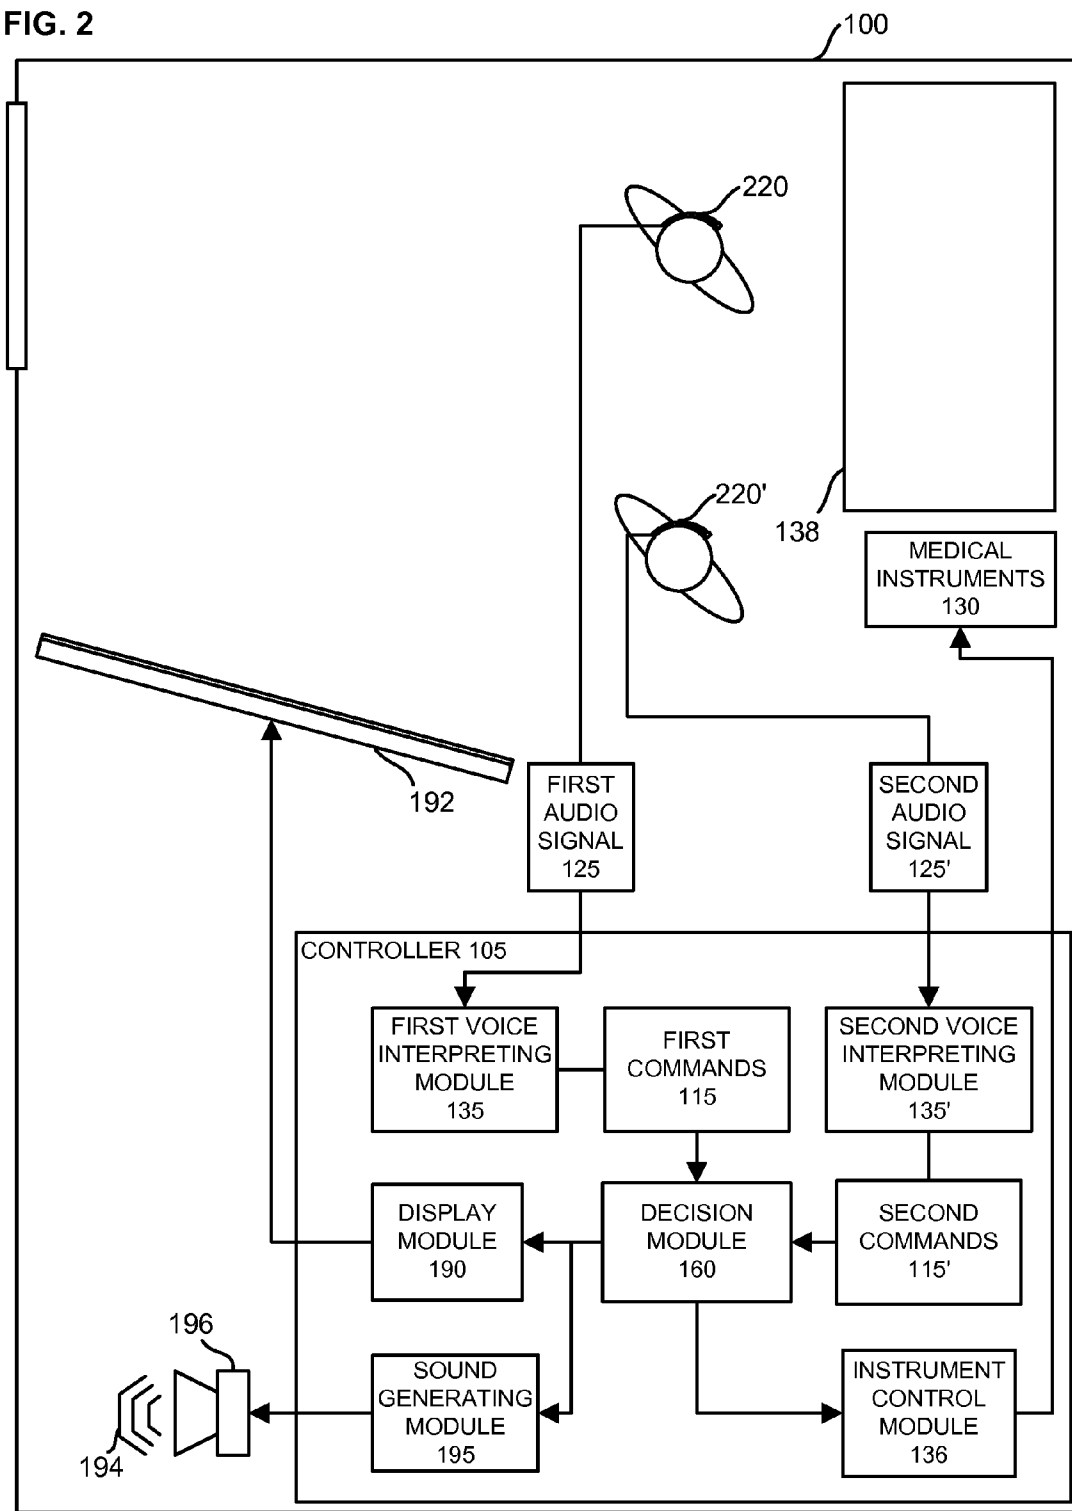 FIG. 2
100
220
220'
138
MEDICAL
INSTRUMENTS
130
192
FIRST
AUDIO
SIGNAL
125
SECOND
AUDIO
SIGNAL
125'
CONTROLLER 105
FIRST VOICE
INTERPRETING
MODULE
135
FIRST
COMMANDS
115
SECOND VOICE
INTERPRETING
MODULE
135'
DISPLAY
MODULE
190
DECISION
MODULE
160
SECOND
COMMANDS
115'
196
194
SOUND
GENERATING
MODULE
195
INSTRUMENT
CONTROL
MODULE
136